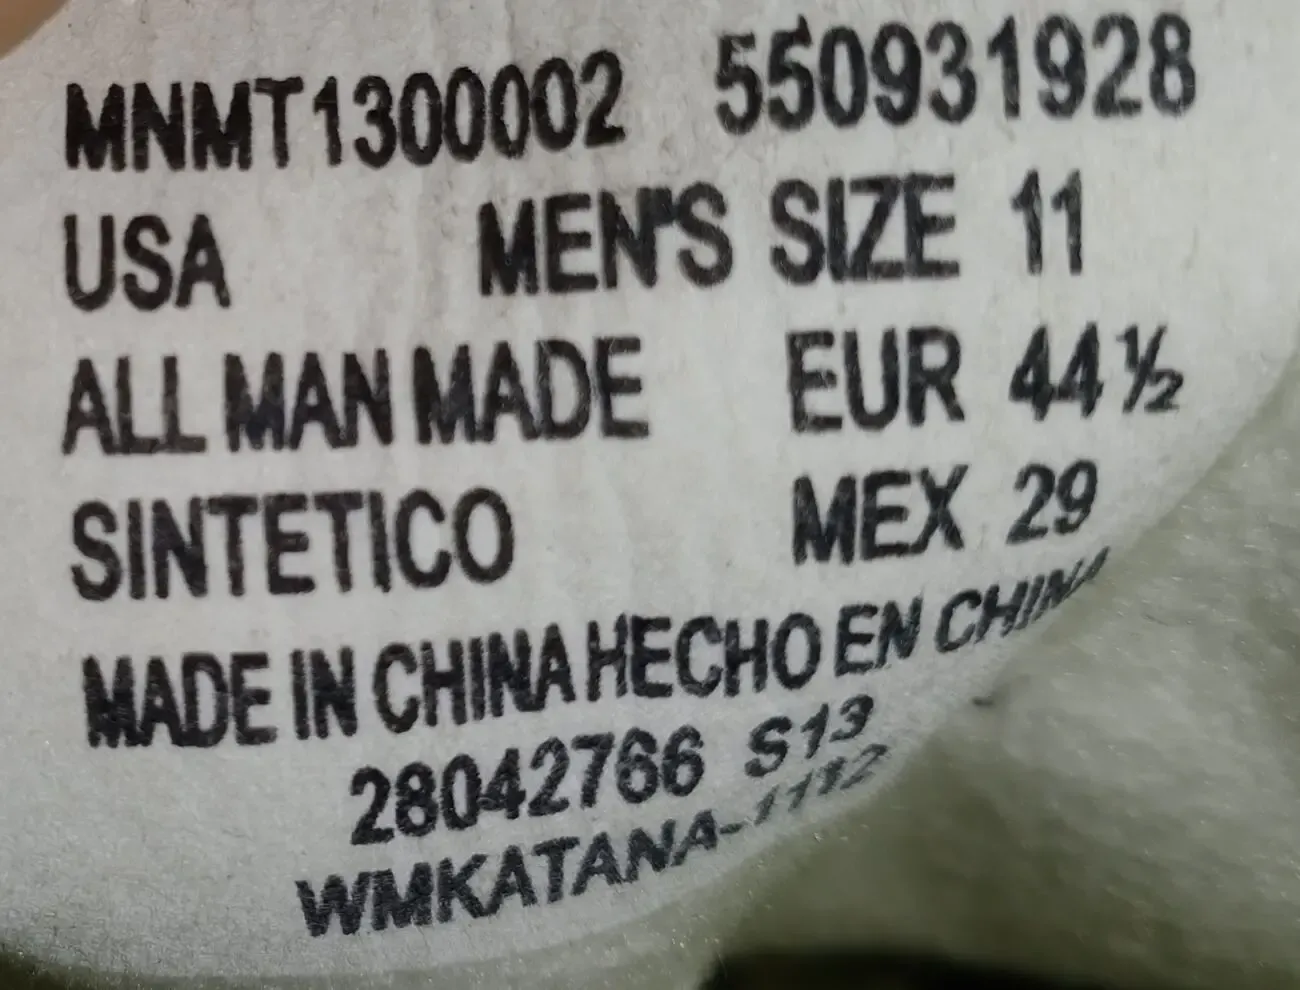 MNMT1300002 550931928
USA MEN'S SIZE 11
ALL MAN MADE EUR 44½
SINTETICO MEX 29
MADE IN CHINA HECHO EN CHINA
28042766 S13
WMKATANA-1112